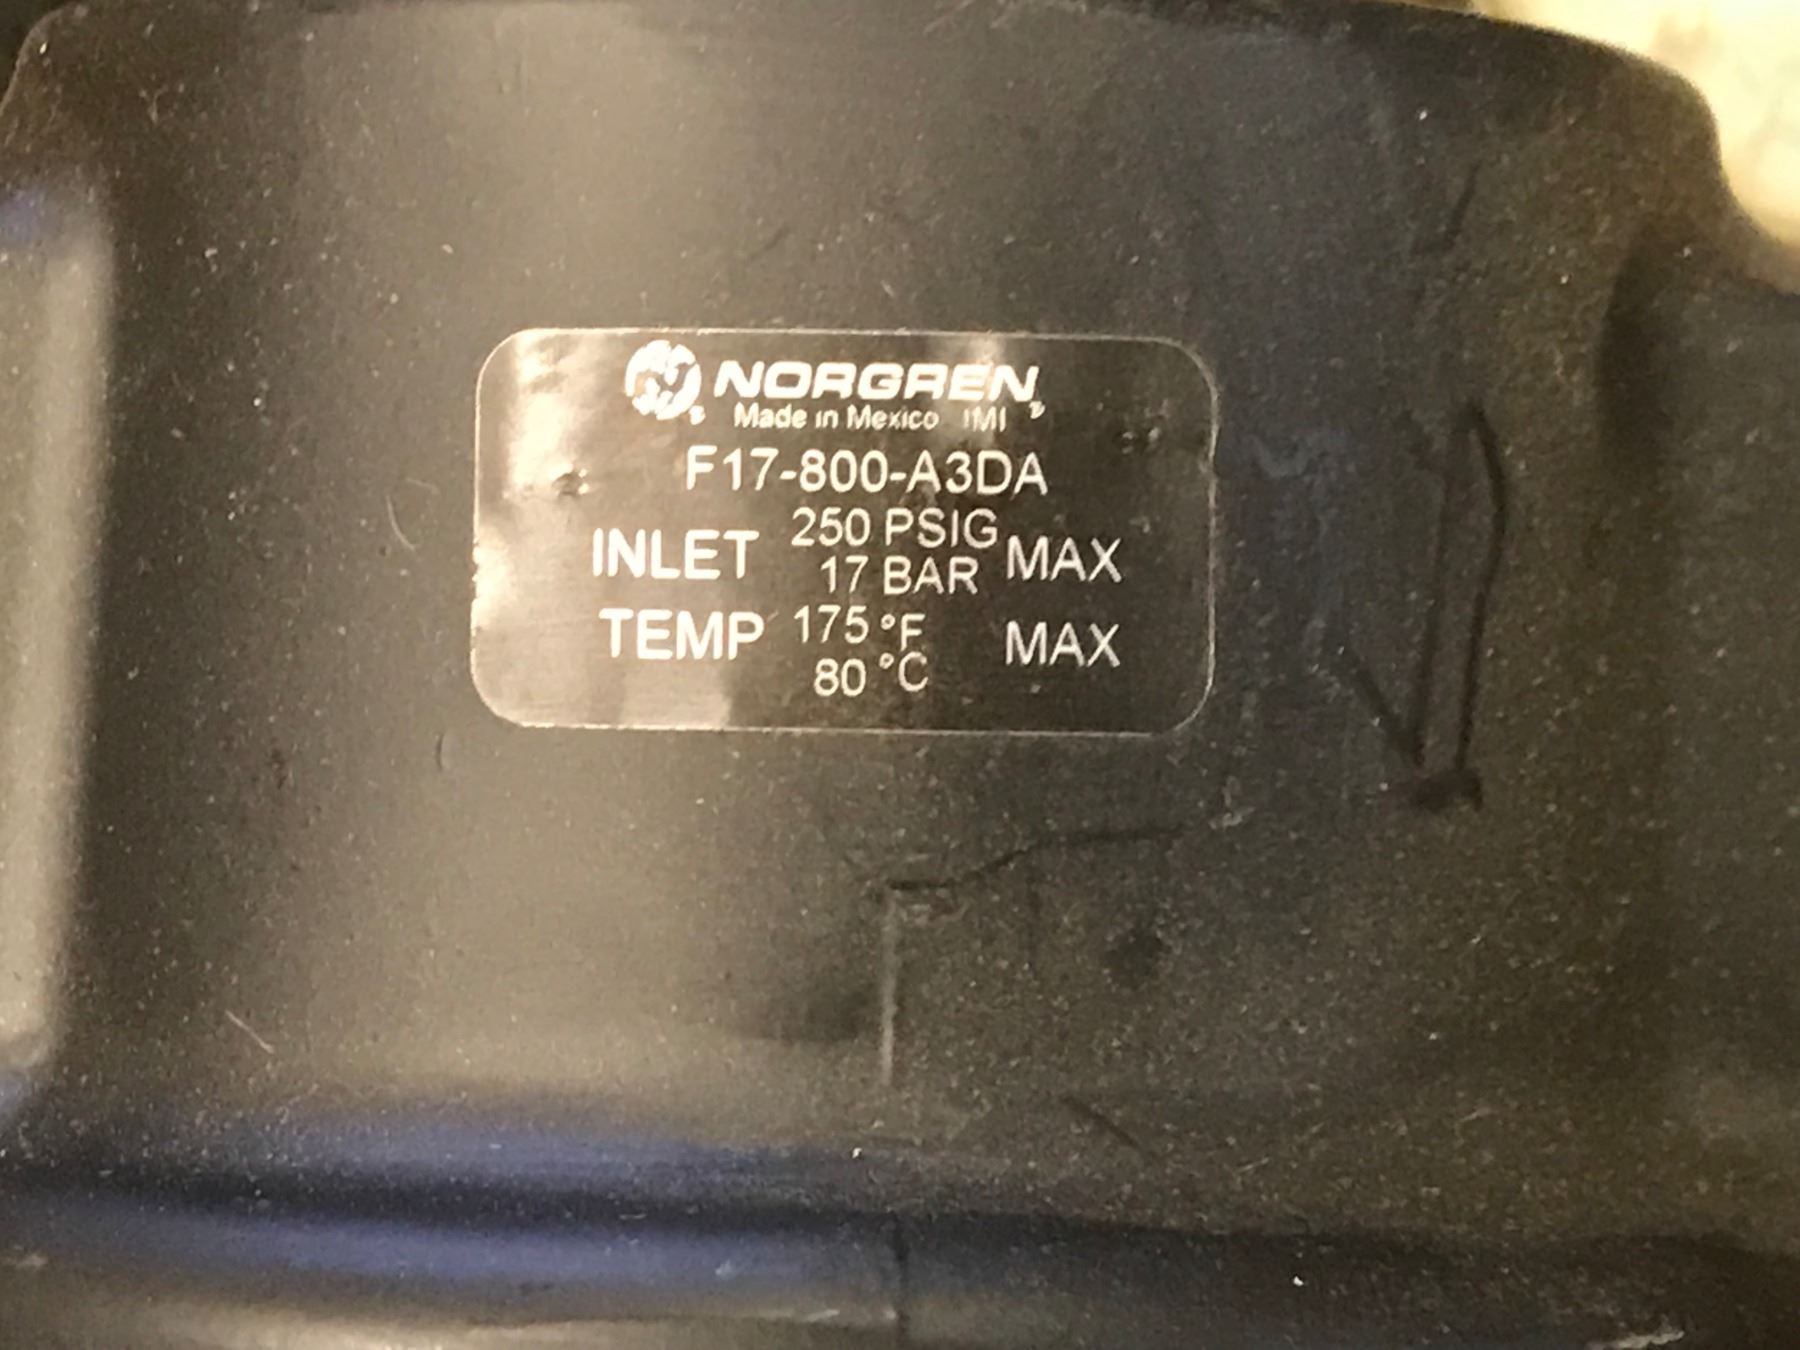 NORGREN
Made in Mexico IMI
F17-800-A3DA
INLET 250 PSIG 17 BAR MAX
TEMP 175 °F 80 °C MAX